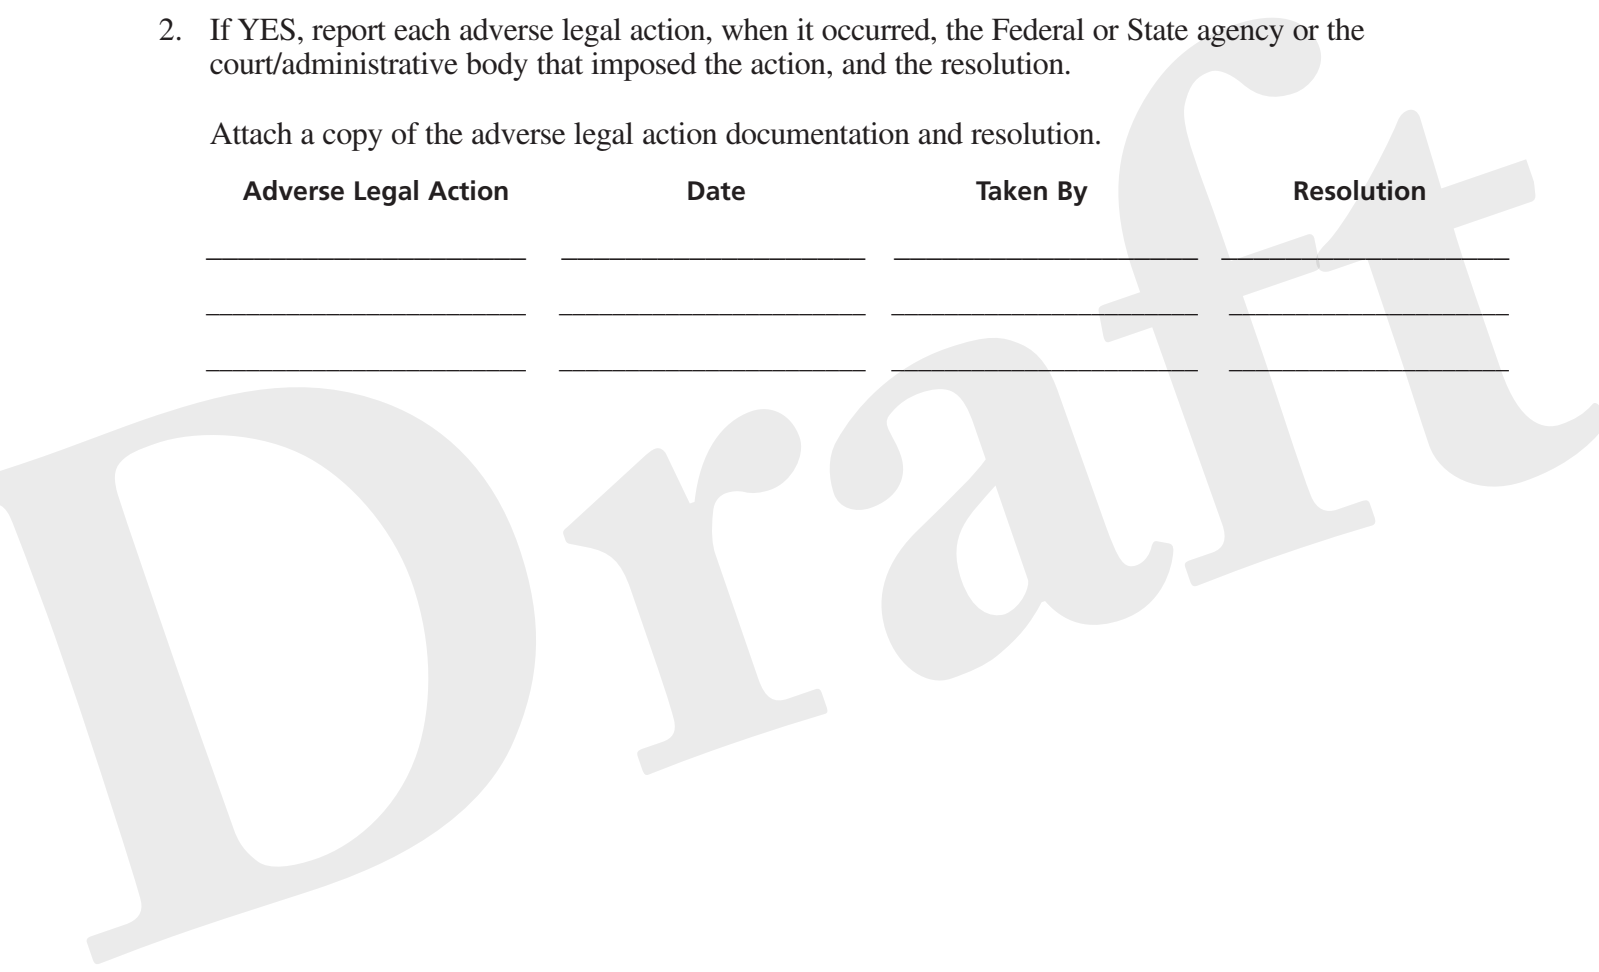 2. If YES, report each adverse legal action, when it occurred, the Federal or State agency or the
court/administrative body that imposed the action, and the resolution.
Attach a copy of the adverse legal action documentation and resolution.
Adverse Legal Action Date Taken By Resolution
Draft